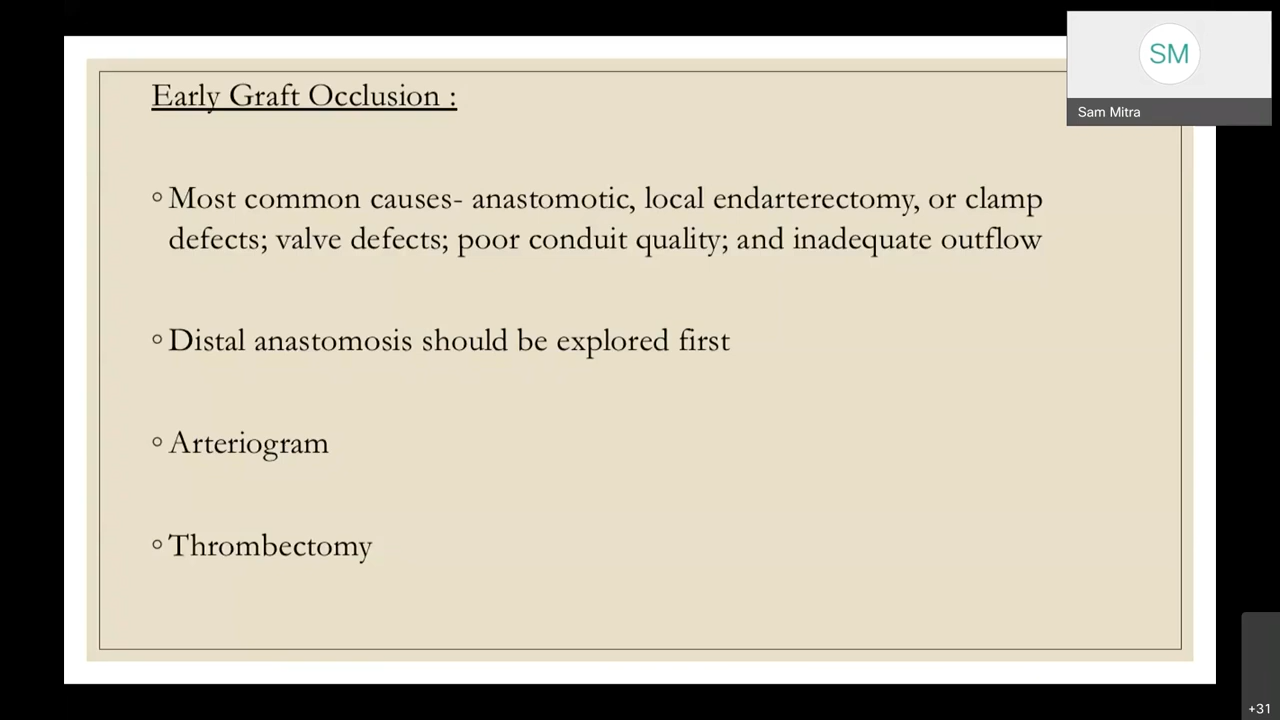 Early Graft Occlusion :
◦ Most common causes- anastomotic, local endarterectomy, or clamp
defects; valve defects; poor conduit quality; and inadequate outflow
◦ Distal anastomosis should be explored first
◦ Arteriogram
◦ Thrombectomy
SM
Sam Mitra
+31